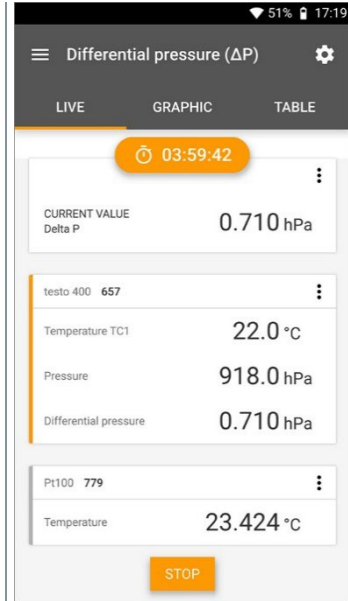 51% 17:19
Differential pressure (ΔP)
LIVE GRAPHIC TABLE
03:59:42
CURRENT VALUE
Delta P 0.710 hPa
testo 400 657
Temperature TC1 22.0 °C
Pressure 918.0 hPa
Differential pressure 0.710 hPa
Pt100 779
Temperature 23.424 °C
STOP